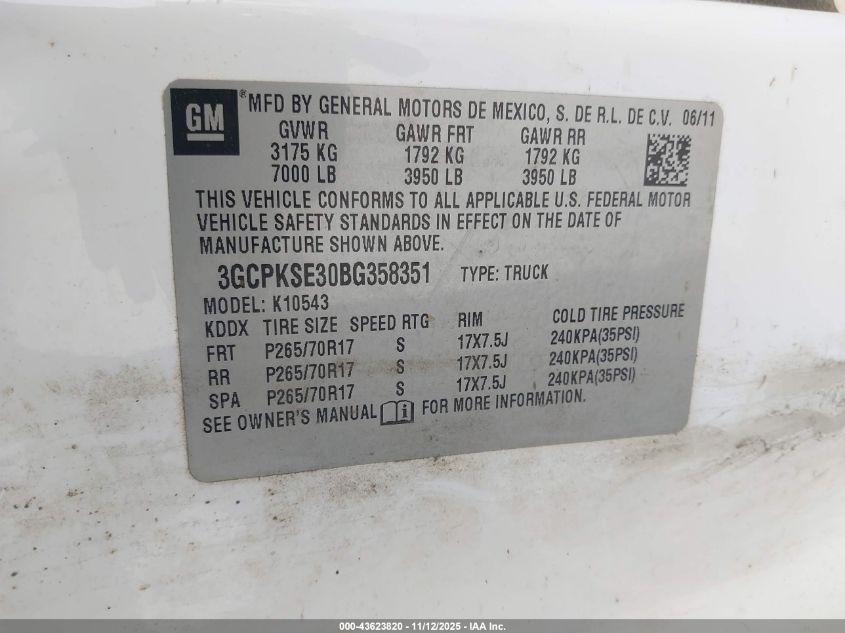 GM ® MFD BY GENERAL MOTORS DE MEXICO, S. DE R.L. DE C.V. 06/11
GVWR GAWR FRT GAWR RR
3175 KG 1792 KG 1792 KG
7000 LB 3950 LB 3950 LB
THIS VEHICLE CONFORMS TO ALL APPLICABLE U.S. FEDERAL MOTOR
VEHICLE SAFETY STANDARDS IN EFFECT ON THE DATE OF
MANUFACTURE SHOWN ABOVE.
3GCPKSE30BG358351 TYPE: TRUCK
MODEL: K10543
KDDX TIRE SIZE SPEED RTG RIM COLD TIRE PRESSURE
FRT P265/70R17 S 17X7.5J 240KPA(35PSI)
RR P265/70R17 S 17X7.5J 240KPA(35PSI)
SPA P265/70R17 S 17X7.5J 240KPA(35PSI)
SEE OWNER'S MANUAL i FOR MORE INFORMATION.
000-43623820 - 11/12/2025 - IAA Inc.